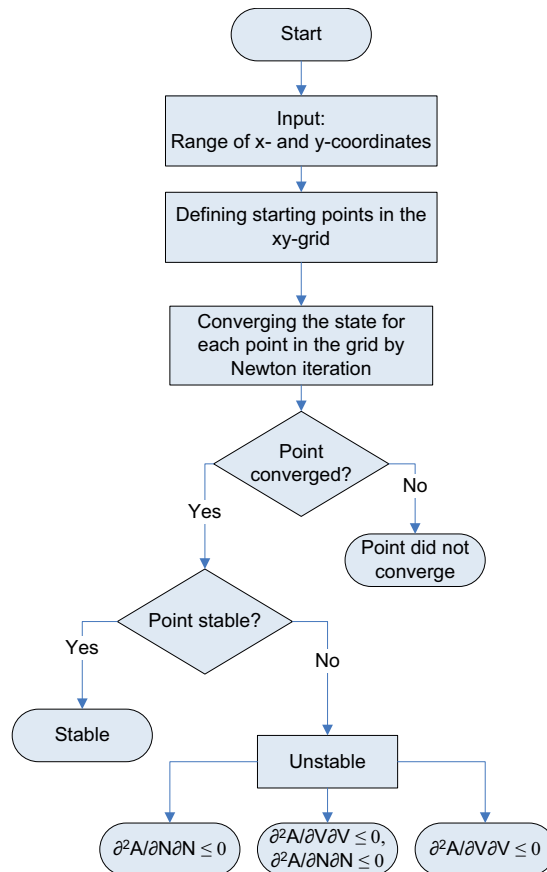 Start
Input:
Range of x- and y-coordinates
Defining starting points in the
xy-grid
Converging the state for
each point in the grid by
Newton iteration
Point
converged?
Yes
No
Point did not
converge
Point stable?
Yes
No
Stable
Unstable
∂²A/∂N∂N ≤ 0
∂²A/∂V∂V ≤ 0,
∂²A/∂N∂N ≤ 0
∂²A/∂V∂V ≤ 0